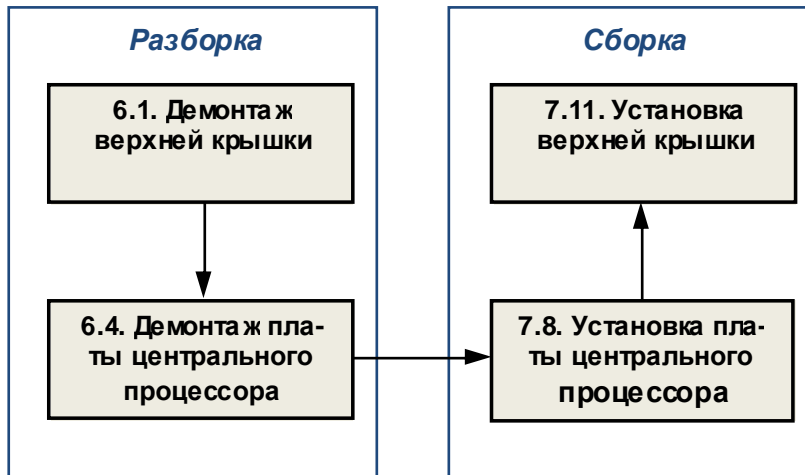 Разборка
6.1. Демонтаж
верхней крышки
6.4. Демонтаж пла-
ты центрального
процессора
Сборка
7.11. Установка
верхней крышки
7.8. Установка пла-
ты центрального
процессора